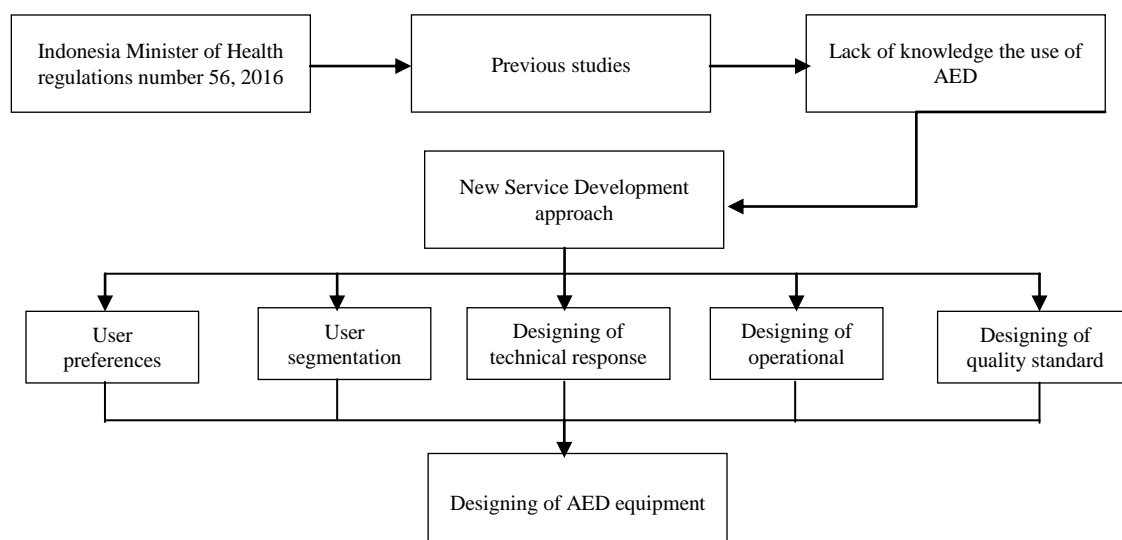 Indonesia Minister of Health
regulations number 56, 2016
Previous studies
Lack of knowledge the use of
AED
New Service Development
approach
User
preferences
User
segmentation
Designing of
technical response
Designing of
operational
Designing of
quality standard
Designing of AED equipment